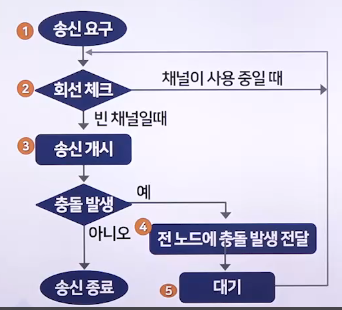 1 송신 요구
2 회선 체크
채널이 사용 중일 때
빈 채널일때
3 송신 개시
충돌 발생
예
아니오
4 전 노드에 충돌 발생 전달
송신 종료
5 대기